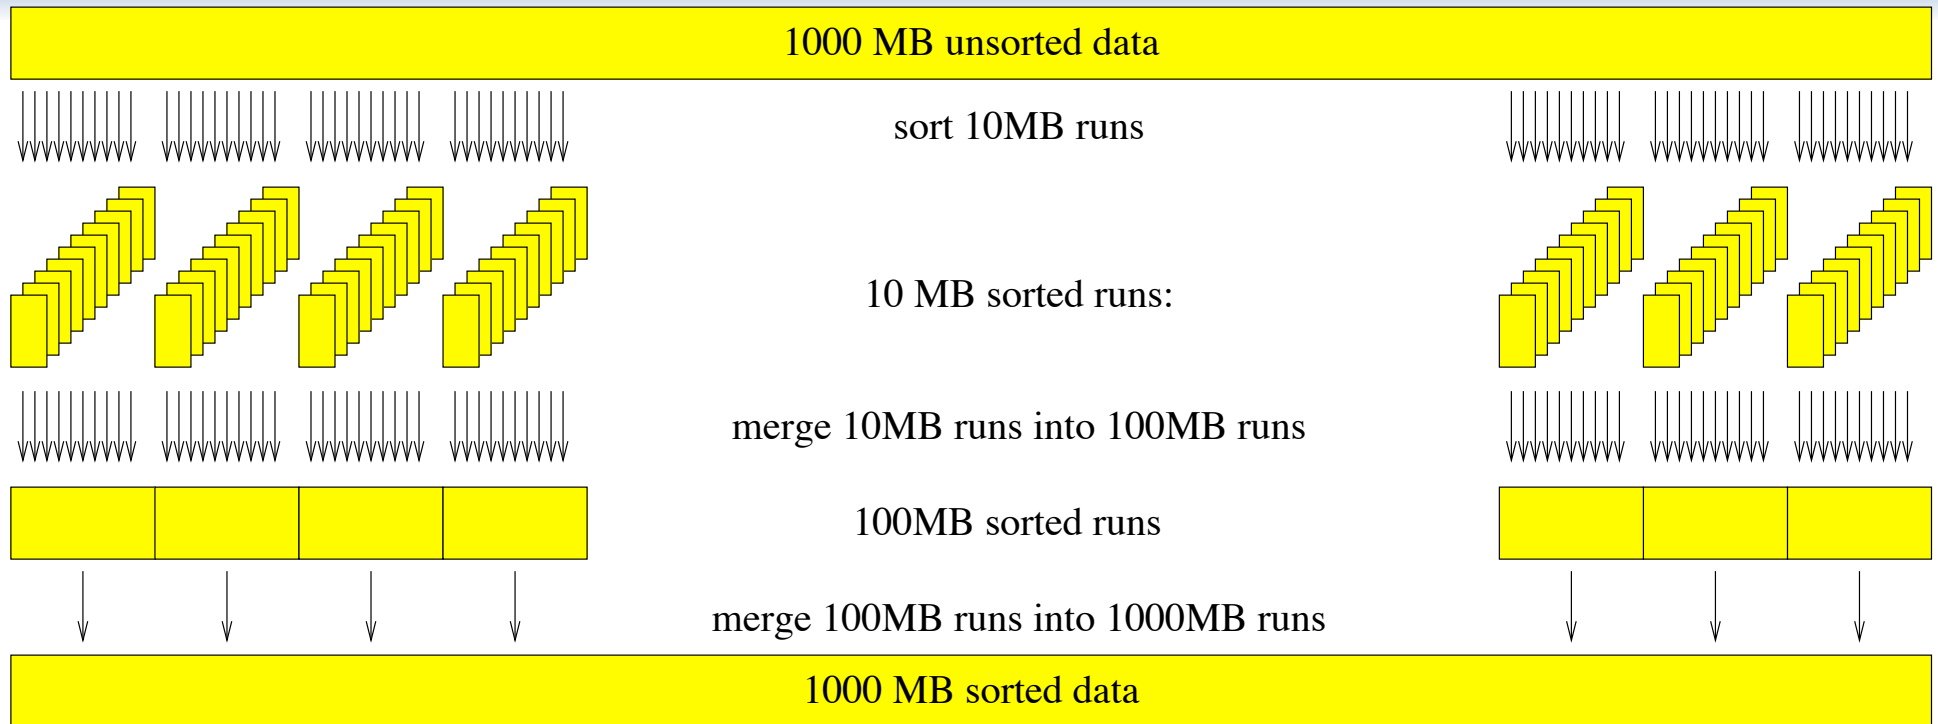 1000 MB unsorted data
sort 10MB runs
10 MB sorted runs:
merge 10MB runs into 100MB runs
100MB sorted runs
merge 100MB runs into 1000MB runs
1000 MB sorted data